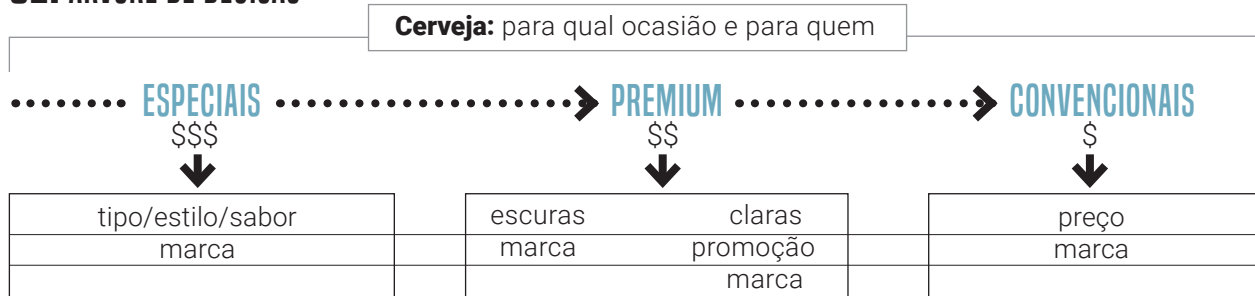 Cerveja: para qual ocasião e para quem
ESPECIAIS PREMIUM CONVENCIONAIS
$$$ $$ $
tipo/estilo/sabor escuras claras preço
marca marca promoção marca
marca